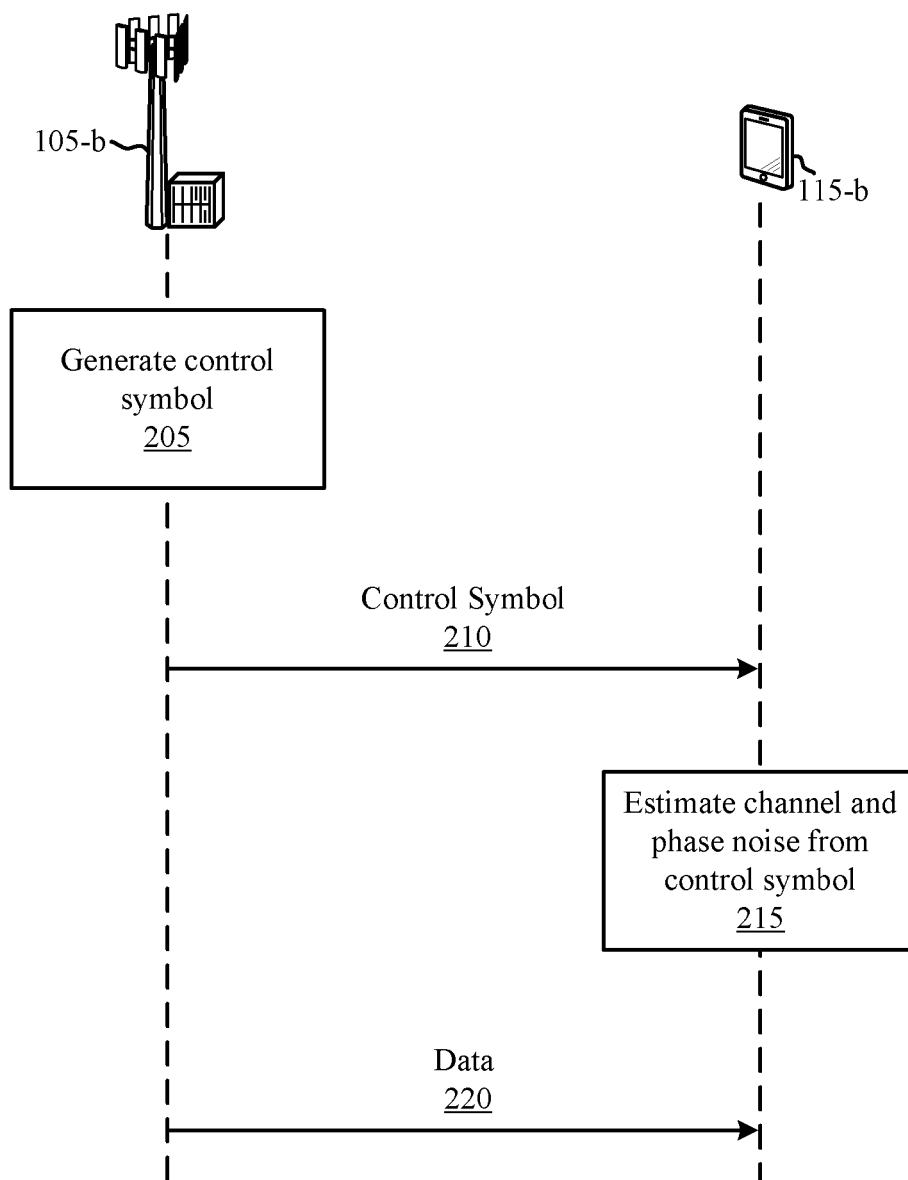 105-b
115-b
Generate control
symbol
205
Control Symbol
210
Estimate channel and
phase noise from
control symbol
215
Data
220